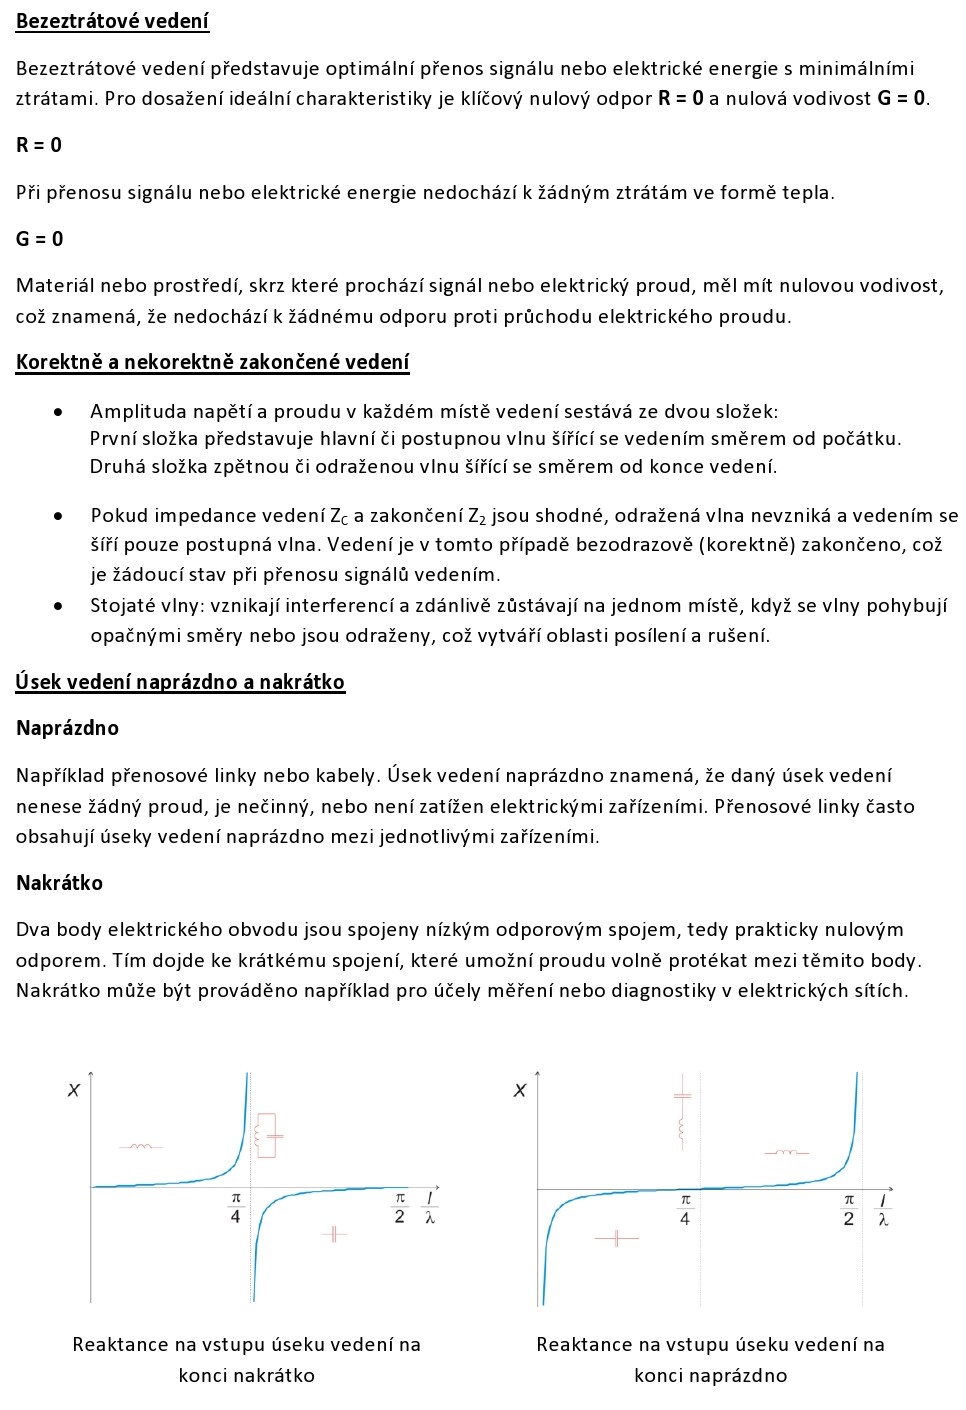 Bezeztrátové vedení
Bezeztrátové vedení představuje optimální přenos signálu nebo elektrické energie s minimálními
ztrátami. Pro dosažení ideální charakteristiky je klíčový nulový odpor R = 0 a nulová vodivost G = 0.
R = 0
Při přenosu signálu nebo elektrické energie nedochází k žádným ztrátám ve formě tepla.
G = 0
Materiál nebo prostředí, skrz které prochází signál nebo elektrický proud, měl mít nulovou vodivost,
což znamená, že nedochází k žádnému odporu proti průchodu elektrického proudu.
Korektně a nekorektně zakončené vedení
• Amplituda napětí a proudu v každém místě vedení sestává ze dvou složek:
První složka představuje hlavní či postupnou vlnu šířící se vedením směrem od počátku.
Druhá složka zpětnou či odraženou vlnu šířící se směrem od konce vedení.
• Pokud impedance vedení Z_C a zakončení Z_2 jsou shodné, odražená vlna nevzniká a vedením se
šíří pouze postupná vlna. Vedení je v tomto případě bezodrazově (korektně) zakončeno, což
je žádoucí stav při přenosu signálů vedením.
• Stojaté vlny: vznikají interferencí a zdánlivě zůstávají na jednom místě, když se vlny pohybují
opačnými směry nebo jsou odraženy, což vytváří oblasti posílení a rušení.
Úsek vedení naprázdno a nakrátko
Naprázdno
Například přenosové linky nebo kabely. Úsek vedení naprázdno znamená, že daný úsek vedení
nenese žádný proud, je nečinný, nebo není zatížen elektrickými zařízeními. Přenosové linky často
obsahují úseky vedení naprázdno mezi jednotlivými zařízeními.
Nakrátko
Dva body elektrického obvodu jsou spojeny nízkým odporovým spojem, tedy prakticky nulovým
odporem. Tím dojde ke krátkému spojení, které umožní proudu volně protékat mezi těmito body.
Nakrátko může být prováděno například pro účely měření nebo diagnostiky v elektrických sítích.
X
π/4
π/2
l/λ
X
π/4
π/2
l/λ
Reaktance na vstupu úseku vedení na
konci nakrátko
Reaktance na vstupu úseku vedení na
konci naprázdno